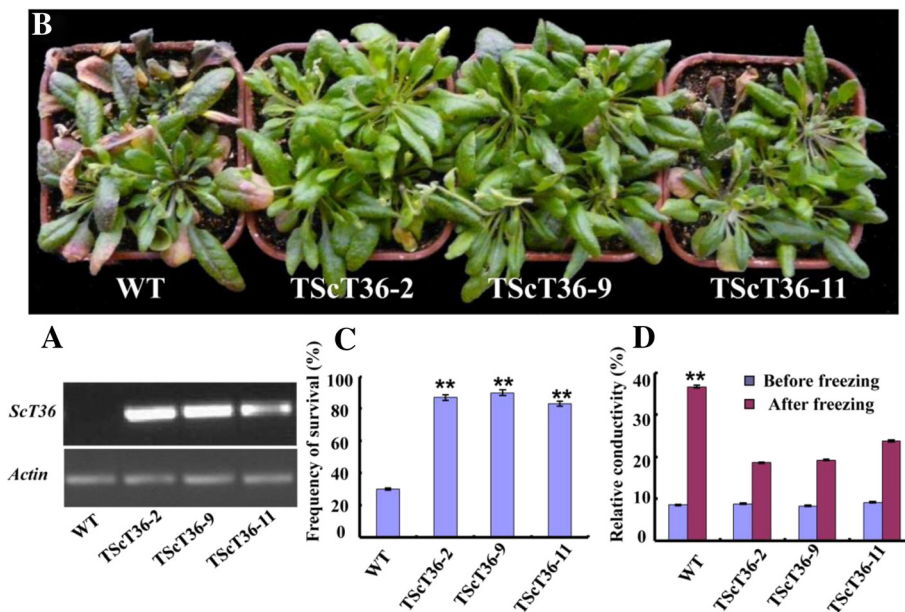 B
WT
TScT36-2
TScT36-9
TScT36-11
A
ScT36
Actin
WT
TScT36-2
TScT36-9
TScT36-11
C
Frequency of survival (%)
100
80
60
40
20
0
**
**
**
WT
TScT36-2
TScT36-9
TScT36-11
D
Relative conductivity (%)
40
30
20
10
0
**
Before freezing
After freezing
WT
TScT36-2
TScT36-9
TScT36-11